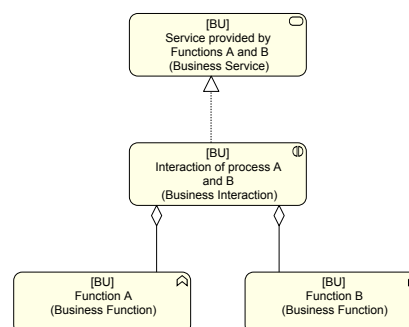 [BU]
Service provided by
Functions A and B
(Business Service)
[BU]
Interaction of process A
and B
(Business Interaction)
[BU]
Function A
(Business Function)
[BU]
Function B
(Business Function)